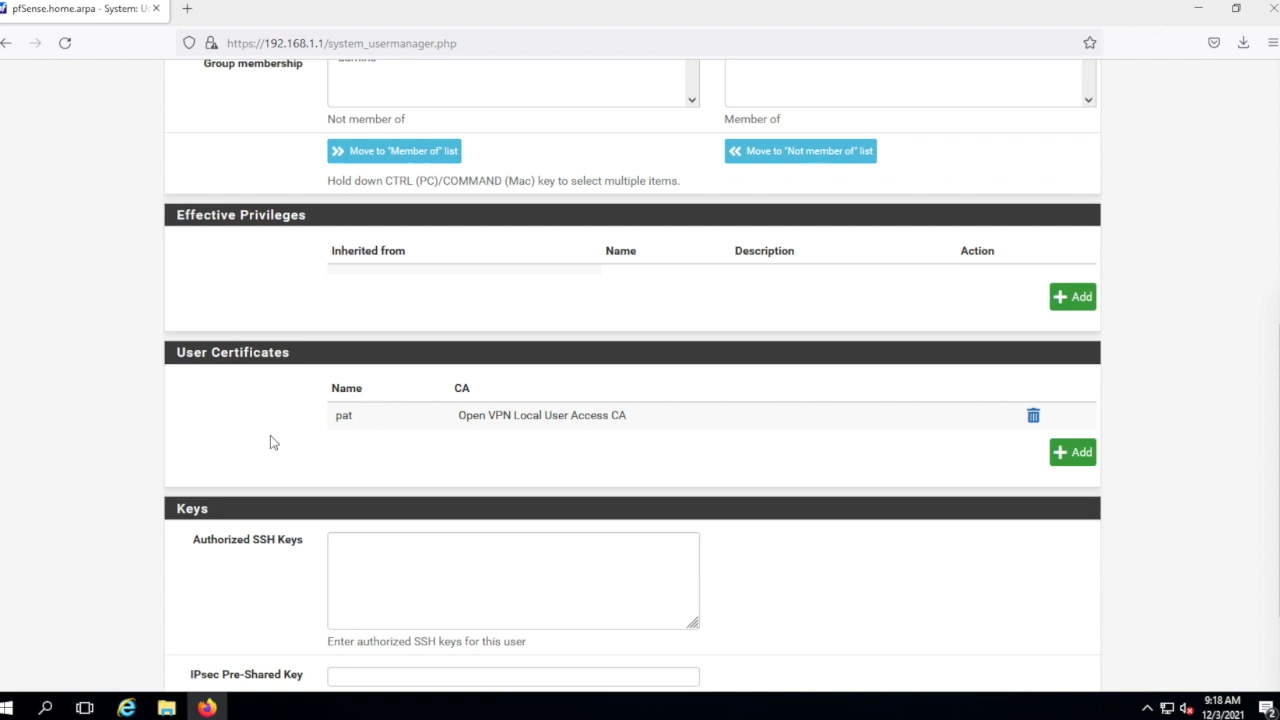 pfSense.home.arpa - System: U
https://192.168.1.1/system_usermanager.php
Group membership
Not member of
Member of
Move to "Member of" list
Move to "Not member of" list
Hold down CTRL (PC)/COMMAND (Mac) key to select multiple items.
Effective Privileges
Inherited from Name Description Action
Add
User Certificates
Name CA
pat Open VPN Local User Access CA
Add
Keys
Authorized SSH Keys
Enter authorized SSH keys for this user
IPsec Pre-Shared Key
9:18 AM
12/3/2021
2